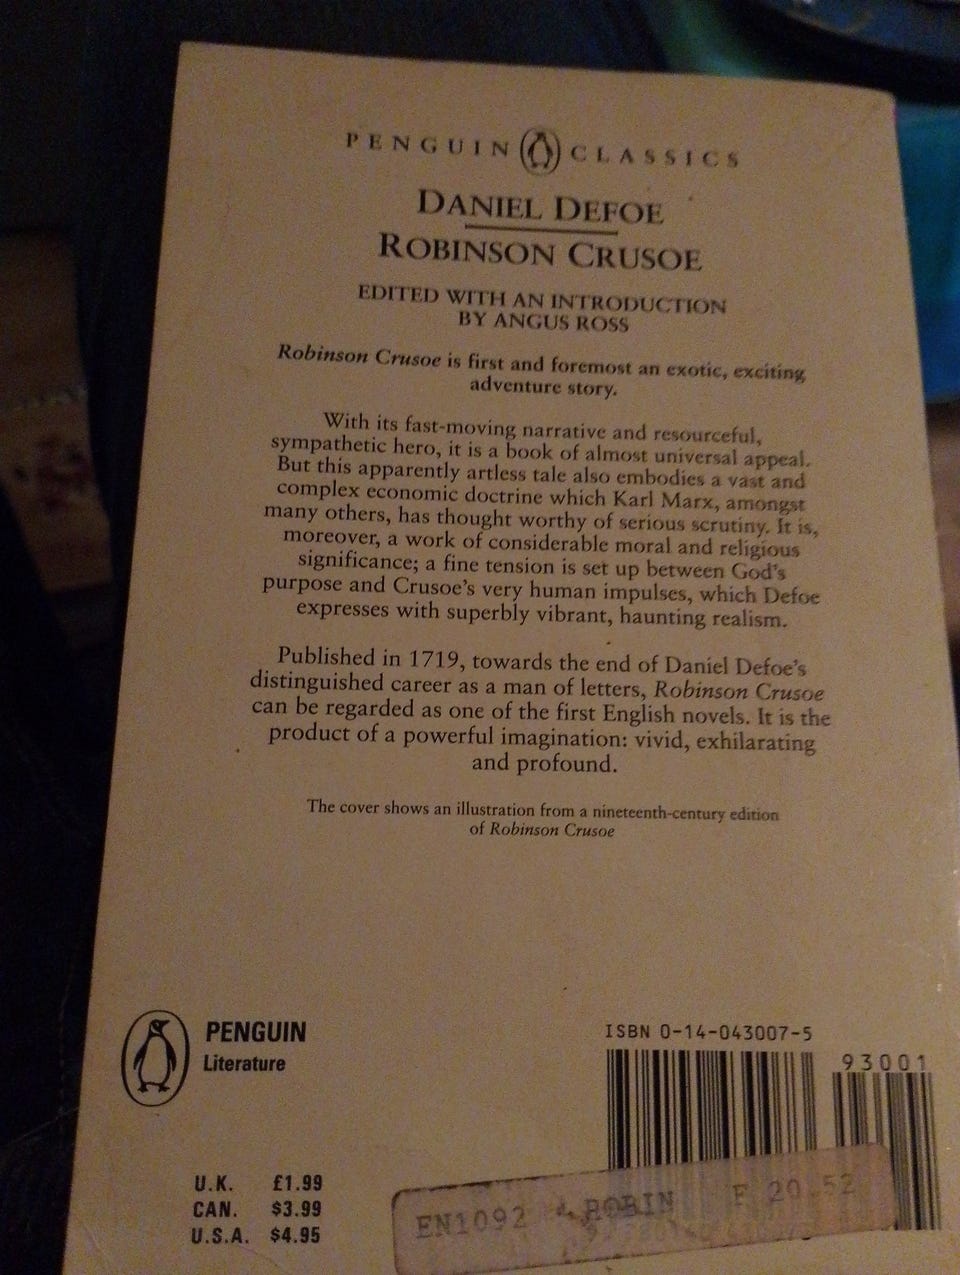 PENGUIN CLASSICS
DANIEL DEFOE
ROBINSON CRUSOE
EDITED WITH AN INTRODUCTION
BY ANGUS ROSS
Robinson Crusoe is first and foremost an exotic, exciting
adventure story.
With its fast-moving narrative and resourceful,
sympathetic hero, it is a book of almost universal appeal.
But this apparently artless tale also embodies a vast and
complex economic doctrine which Karl Marx, amongst
many others, has thought worthy of serious scrutiny. It is,
moreover, a work of considerable moral and religious
significance; a fine tension is set up between God's
purpose and Crusoe's very human impulses, which Defoe
expresses with superbly vibrant, haunting realism.
Published in 1719, towards the end of Daniel Defoe's
distinguished career as a man of letters, Robinson Crusoe
can be regarded as one of the first English novels. It is the
product of a powerful imagination: vivid, exhilarating
and profound.
The cover shows an illustration from a nineteenth-century edition
of Robinson Crusoe
PENGUIN
Literature
ISBN 0-14-043007-5
93001
U.K. £1.99
CAN. $3.99
U.S.A. $4.95
EN1092 ROBIN F 20.52